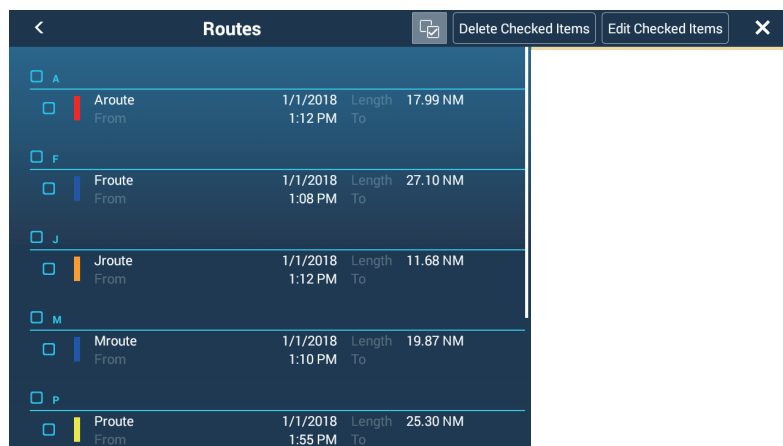 Routes Delete Checked Items Edit Checked Items
A
Aroute 1/1/2018 Length 17.99 NM
From 1:12 PM To
F
Froute 1/1/2018 Length 27.10 NM
From 1:08 PM To
J
Jroute 1/1/2018 Length 11.68 NM
From 1:12 PM To
M
Mroute 1/1/2018 Length 19.87 NM
From 1:10 PM To
P
Proute 1/1/2018 Length 25.30 NM
From 1:55 PM To